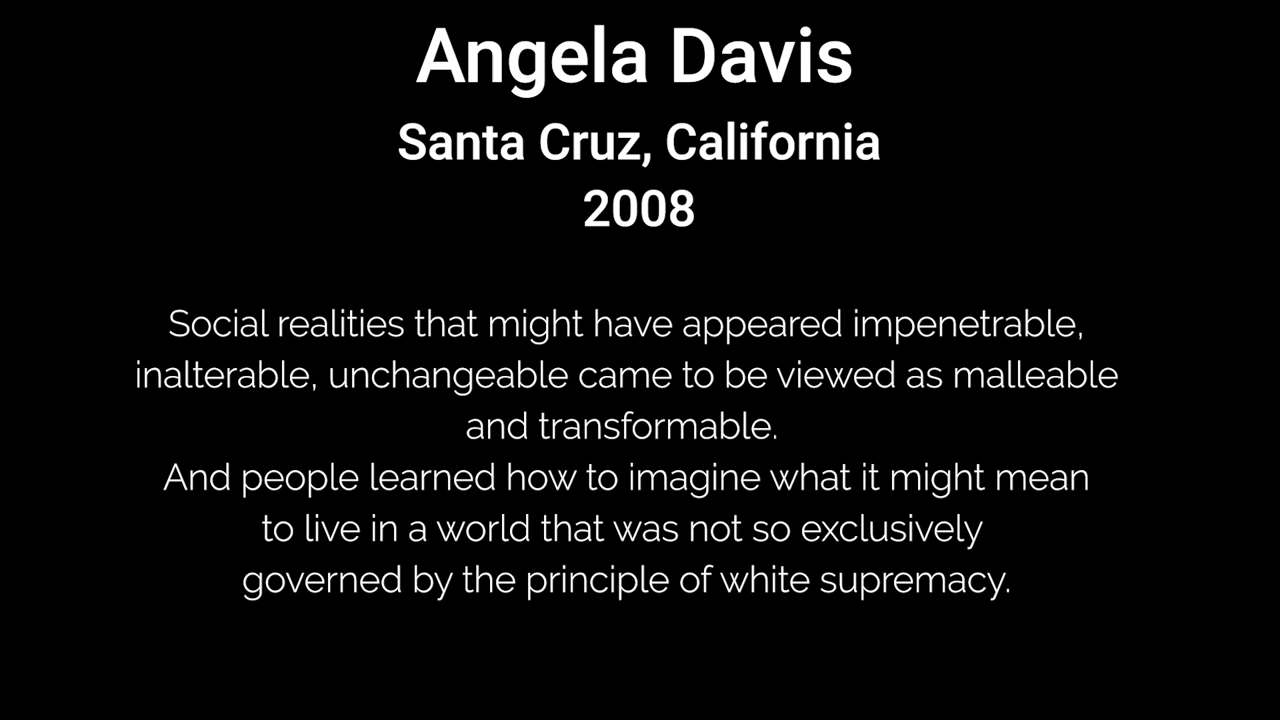 Angela Davis
Santa Cruz, California
2008
Social realities that might have appeared impenetrable,
inalterable, unchangeable came to be viewed as malleable
and transformable.
And people learned how to imagine what it might mean
to live in a world that was not so exclusively
governed by the principle of white supremacy.